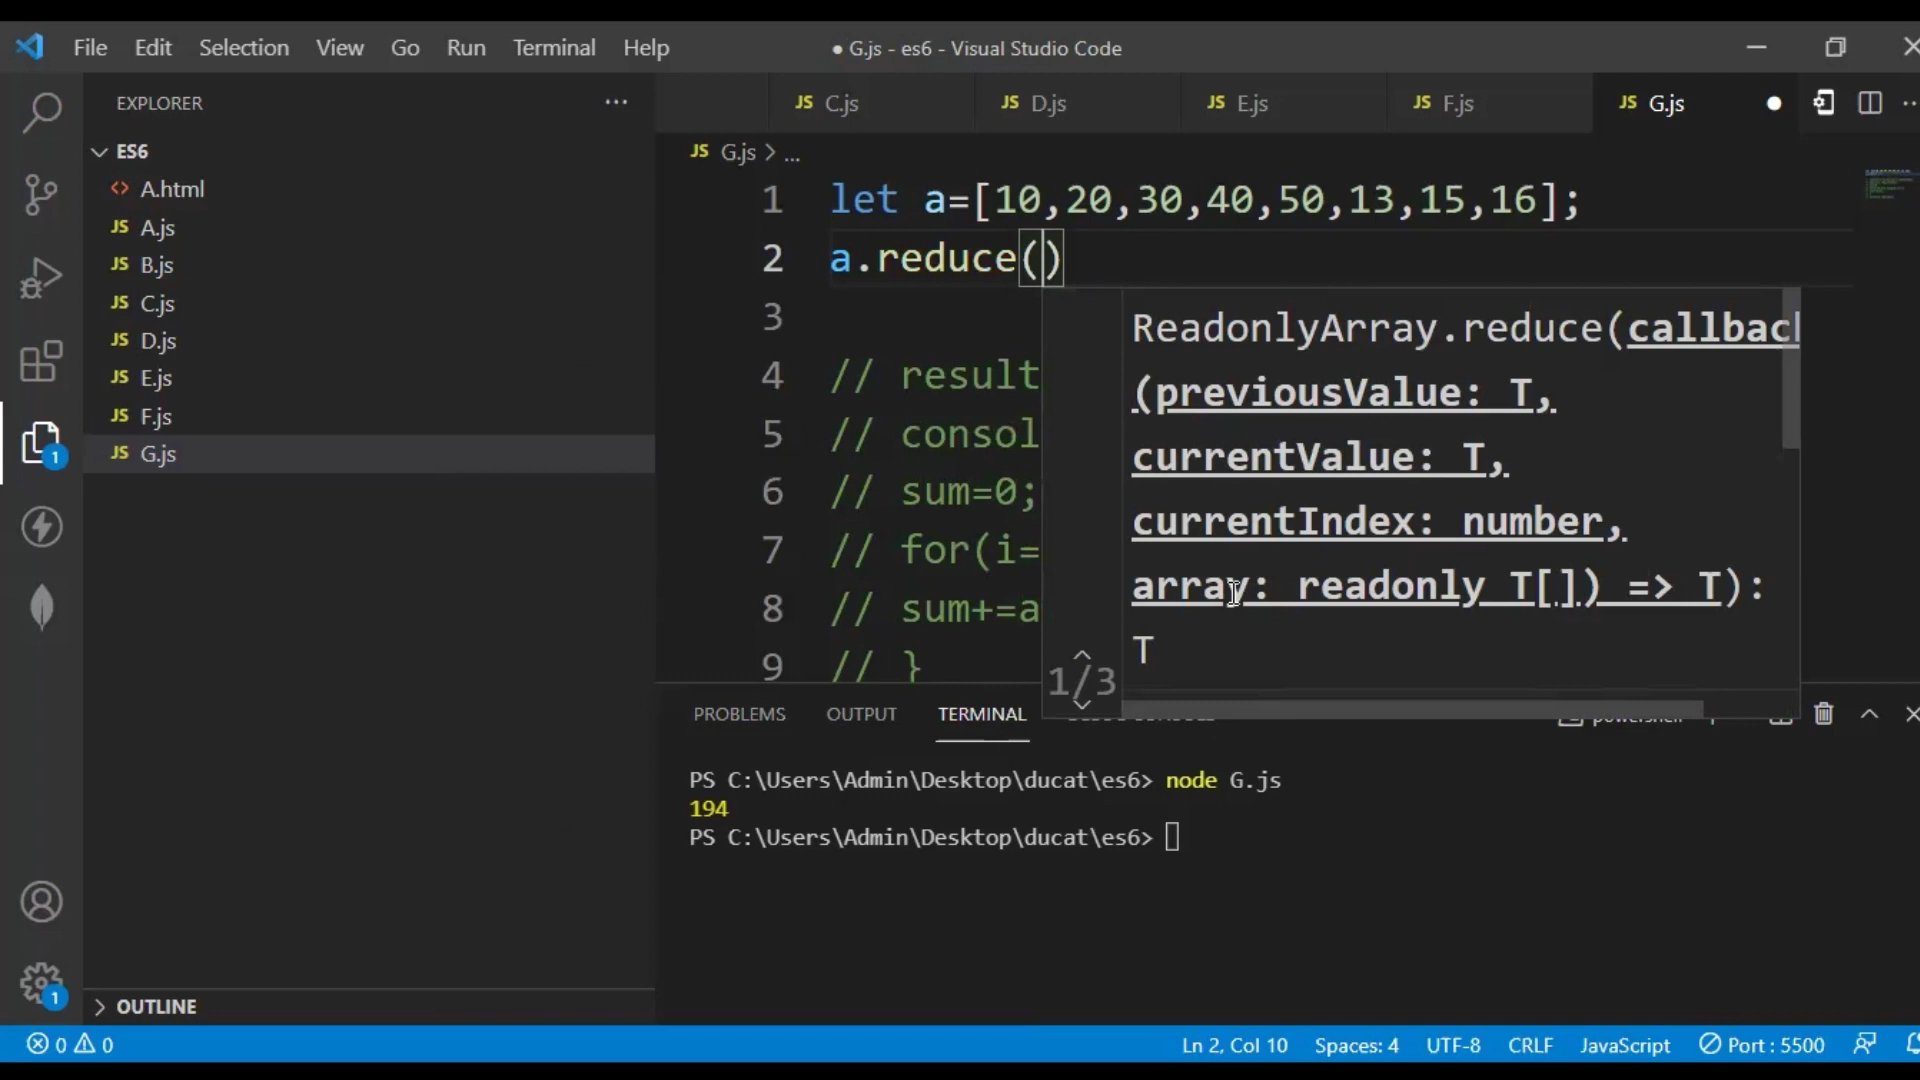 File Edit Selection View Go Run Terminal Help
● G.js - es6 - Visual Studio Code
EXPLORER ···
ES6
<> A.html
JS A.js
JS B.js
JS C.js
JS D.js
JS E.js
JS F.js
JS G.js
OUTLINE
JS C.js JS D.js JS E.js JS F.js JS G.js
JS G.js > ...
1 let a=[10,20,30,40,50,13,15,16];
2 a.reduce()
3
4 // result
5 // consol
6 // sum=0;
7 // for(i=
8 // sum+=a
9 // }
ReadonlyArray.reduce(callbac
(previousValue: T,
currentValue: T,
currentIndex: number,
array: readonly T[]) => T):
T
1/3
PROBLEMS OUTPUT TERMINAL
PS C:\Users\Admin\Desktop\ducat\es6> node G.js
194
PS C:\Users\Admin\Desktop\ducat\es6>
1
1
0 0 Ln 2, Col 10 Spaces: 4 UTF-8 CRLF JavaScript Port : 5500